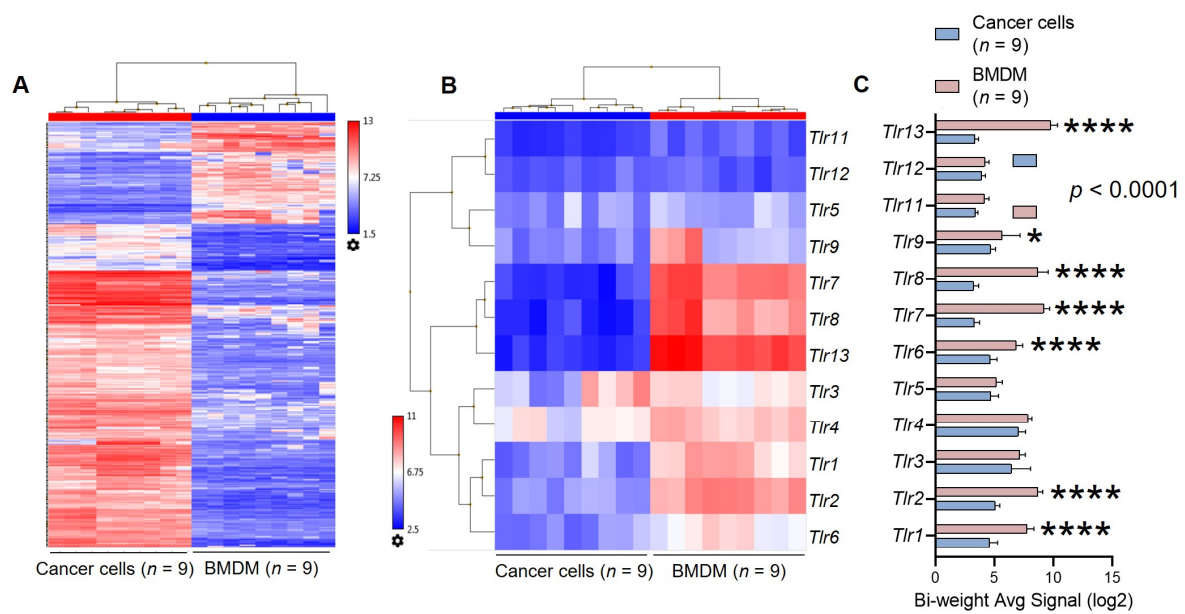 A
13
7.25
1.5
Cancer cells (n = 9) BMDM (n = 9)
B
Tlr11
Tlr12
Tlr5
Tlr9
Tlr7
Tlr8
Tlr13
Tlr3
Tlr4
Tlr1
Tlr2
Tlr6
11
6.75
2.5
Cancer cells (n = 9) BMDM (n = 9)
C
Cancer cells
(n = 9)
BMDM
(n = 9)
Tlr13 ****
Tlr12
Tlr11
p < 0.0001
Tlr9 *
Tlr8 ****
Tlr7 ****
Tlr6 ****
Tlr5
Tlr4
Tlr3
Tlr2 ****
Tlr1 ****
0 5 10 15
Bi-weight Avg Signal (log2)